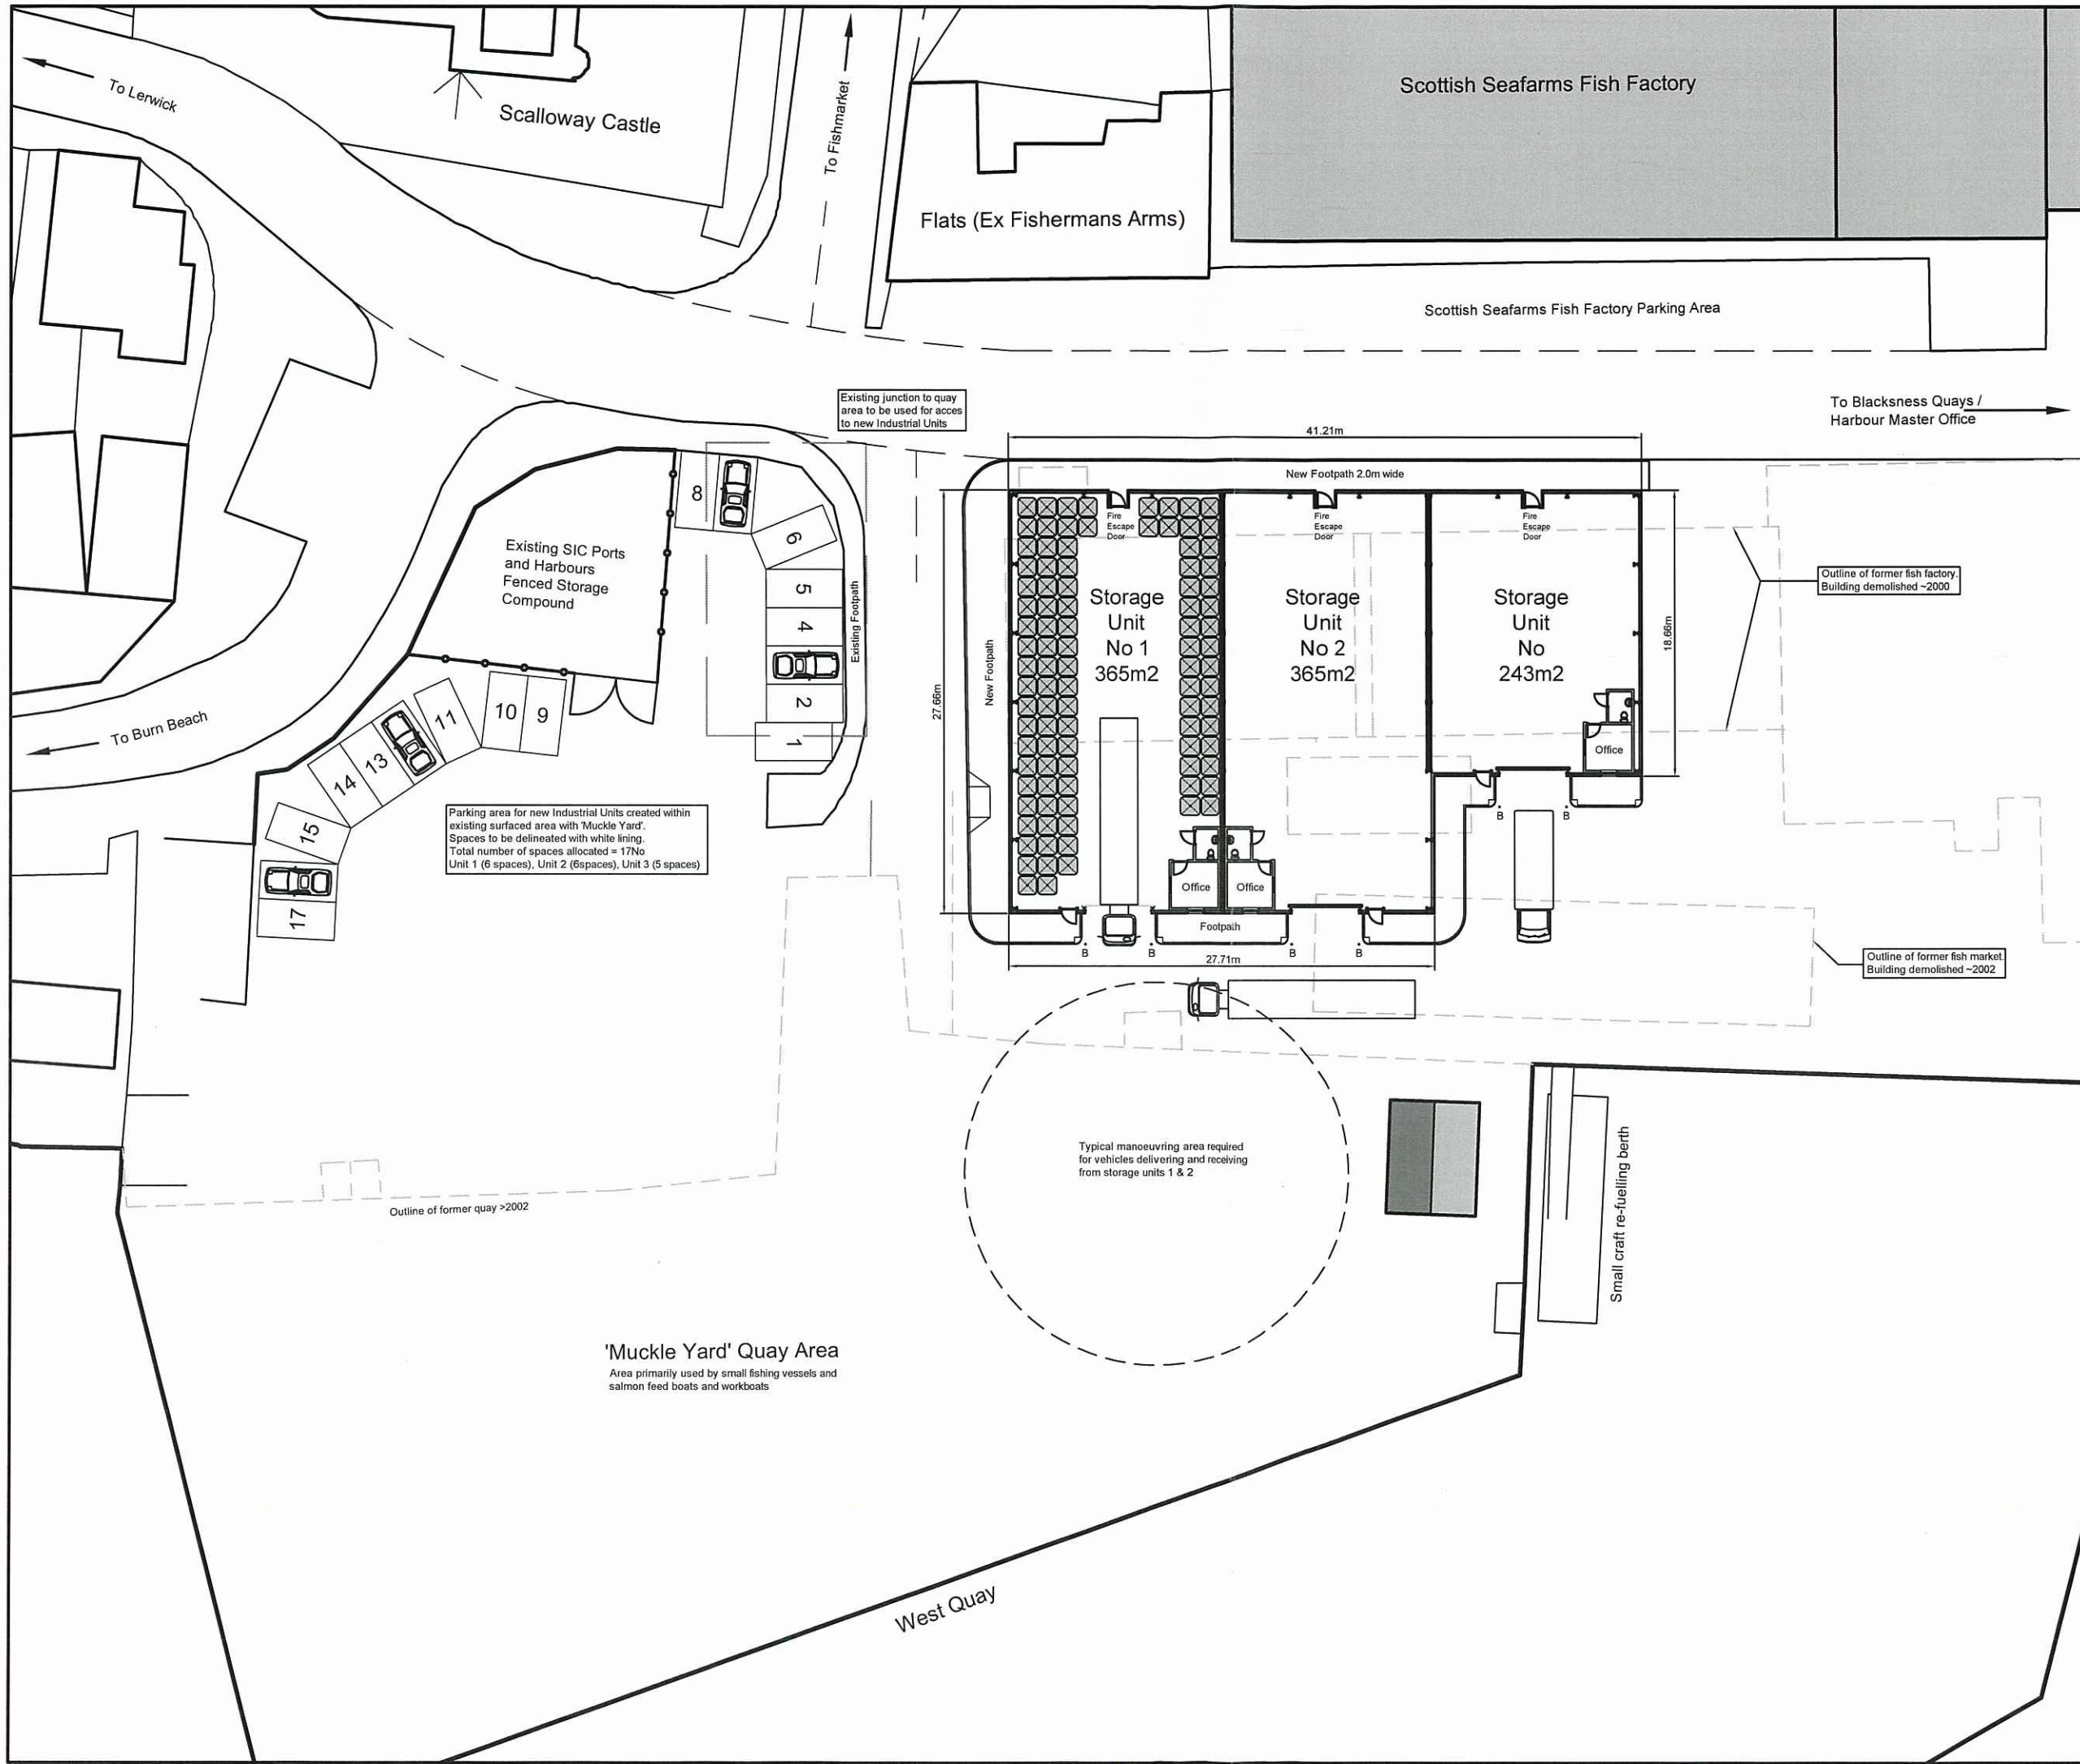 To Lerwick
Scalloway Castle
To Fishmarket
Flats (Ex Fishermans Arms)
Scottish Seafarms Fish Factory
Scottish Seafarms Fish Factory Parking Area
To Blacksness Quays /
Harbour Master Office
Existing junction to quay
area to be used for acces
to new Industrial Units
41.21m
New Footpath 2.0m wide
8
6
5
4
2
1
Existing Footpath
Existing SIC Ports
and Harbours
Fenced Storage
Compound
10
9
11
13
14
15
17
To Burn Beach
Parking area for new Industrial Units created within
existing surfaced area with 'Muckle Yard'.
Spaces to be delineated with white lining.
Total number of spaces allocated = 17No
Unit 1 (6 spaces), Unit 2 (6spaces), Unit 3 (5 spaces)
27.66m
New Footpath
Fire
Escape
Door
Storage
Unit
No 1
365m2
Office
Fire
Escape
Door
Storage
Unit
No 2
365m2
Office
Fire
Escape
Door
Storage
Unit
No
243m2
Office
18.66m
Outline of former fish factory.
Building demolished ~2000
B
B
Footpath
B
B
B
B
27.71m
Outline of former fish market.
Building demolished ~2002
Typical manoeuvring area required
for vehicles delivering and receiving
from storage units 1 & 2
Small craft re-fuelling berth
Outline of former quay >2002
'Muckle Yard' Quay Area
Area primarily used by small fishing vessels and
salmon feed boats and workboats
West Quay